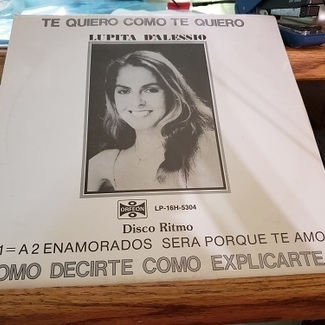 TE QUIERO COMO TE QUIERO
LUPITA D'ALESSIO
ORFEON
LP-16H-5304
Disco Ritmo
1=A 2 ENAMORADOS SERA PORQUE TE AMO
OMO DECIRTE COMO EXPLICARTE